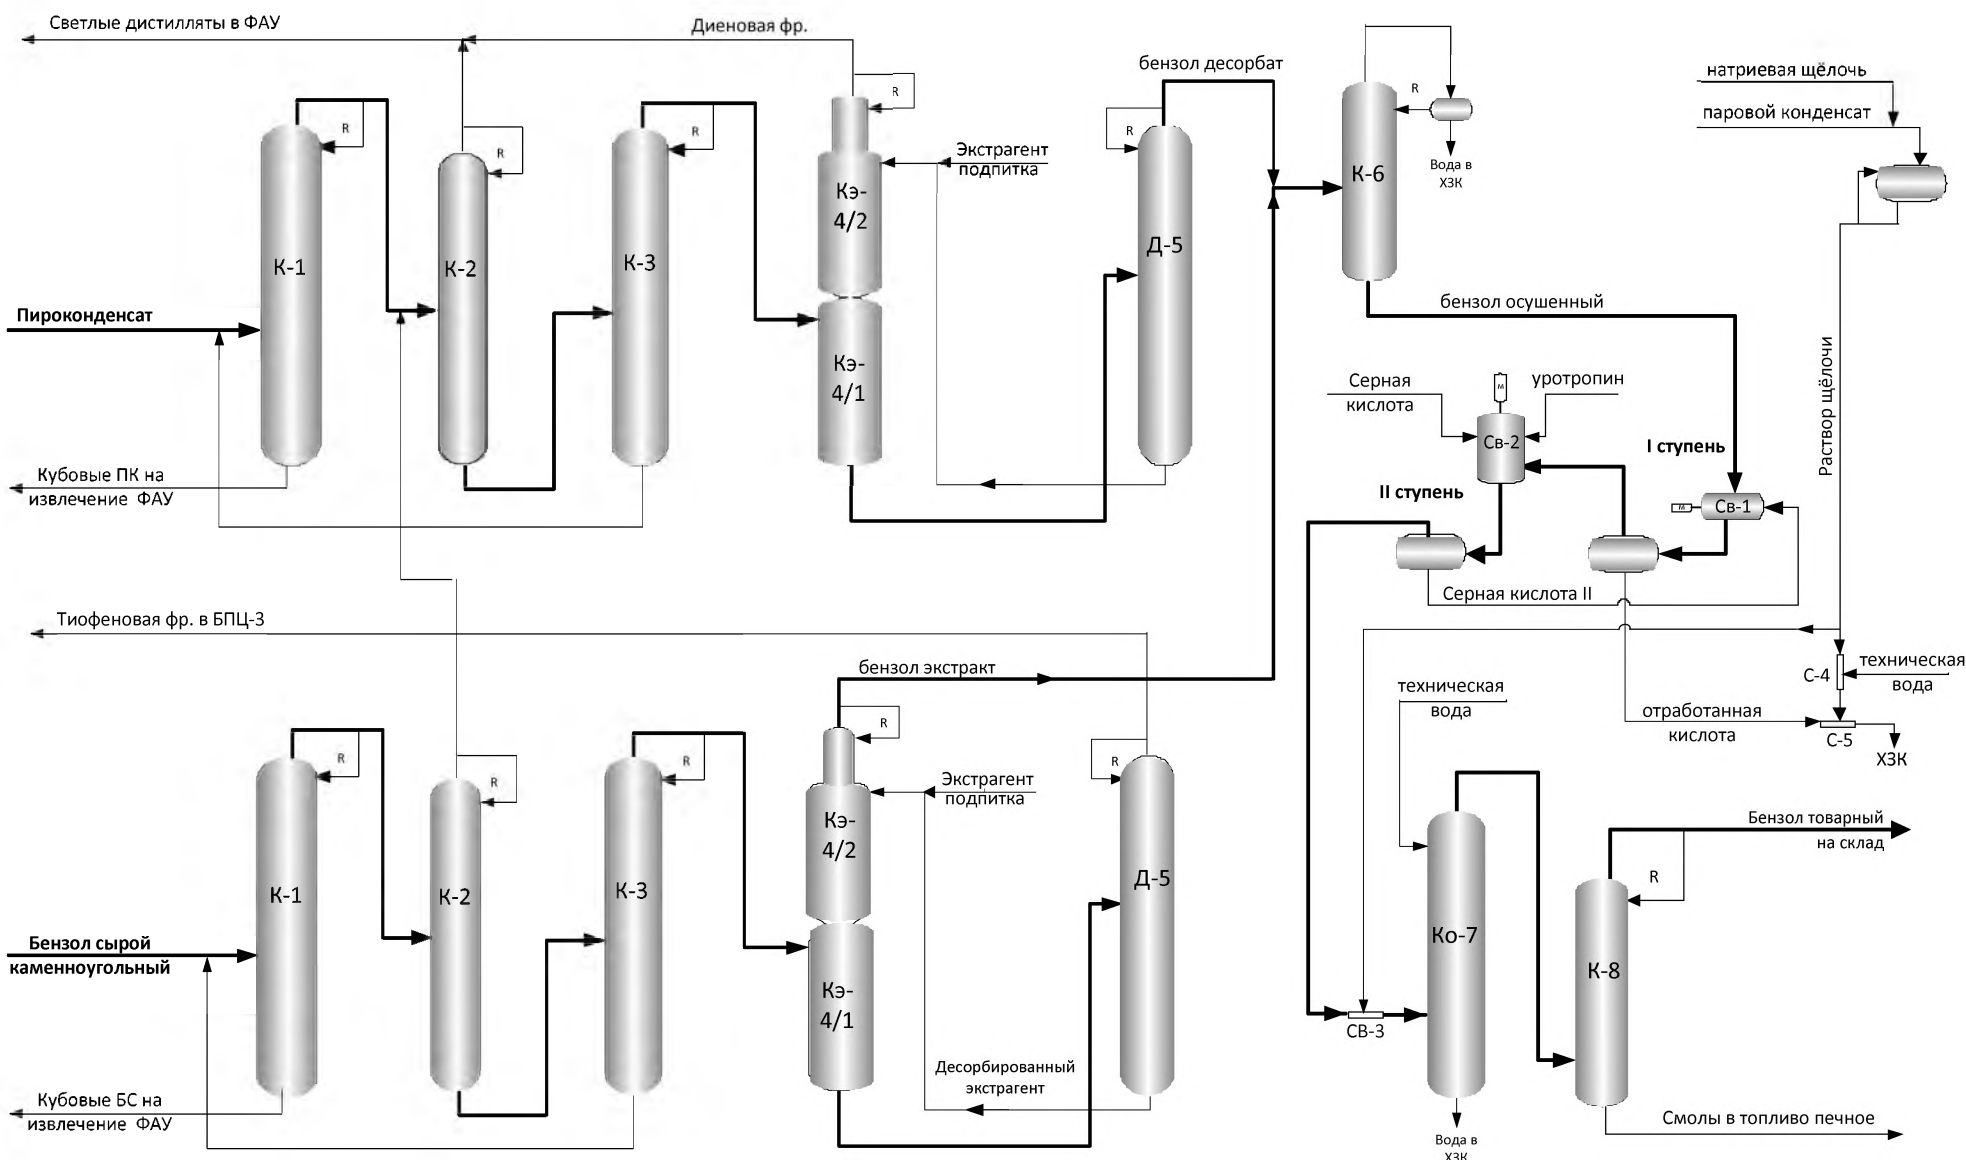 Светлые дистилляты в ФАУ
Диеновая фр.
R
К-1
R
К-2
R
К-3
R
Кэ-
4/2
Кэ-
4/1
Экстрагент
подпитка
бензол десорбат
R
Д-5
Пироконденсат
Кубовые ПК на
извлечение ФАУ
R
К-6
Вода в
ХЗК
натриевая щёлочь
паровой конденсат
бензол осушенный
Раствор щёлочи
Серная
кислота
М
уротропин
Св-2
I ступень
II ступень
М
Св-1
Серная кислота II
Тиофеновая фр. в БПЦ-3
бензол экстракт
техническая
вода
С-4
техническая
вода
отработанная
кислота
С-5
ХЗК
R
К-1
R
К-2
R
К-3
R
Кэ-
4/2
Кэ-
4/1
Экстрагент
подпитка
R
Д-5
Бензол сырой
каменноугольный
Десорбированный
экстрагент
Кубовые БС на
извлечение ФАУ
Бензол товарный
на склад
R
Ко-7
К-8
СВ-3
Смолы в топливо печное
Вода в
ХЗК